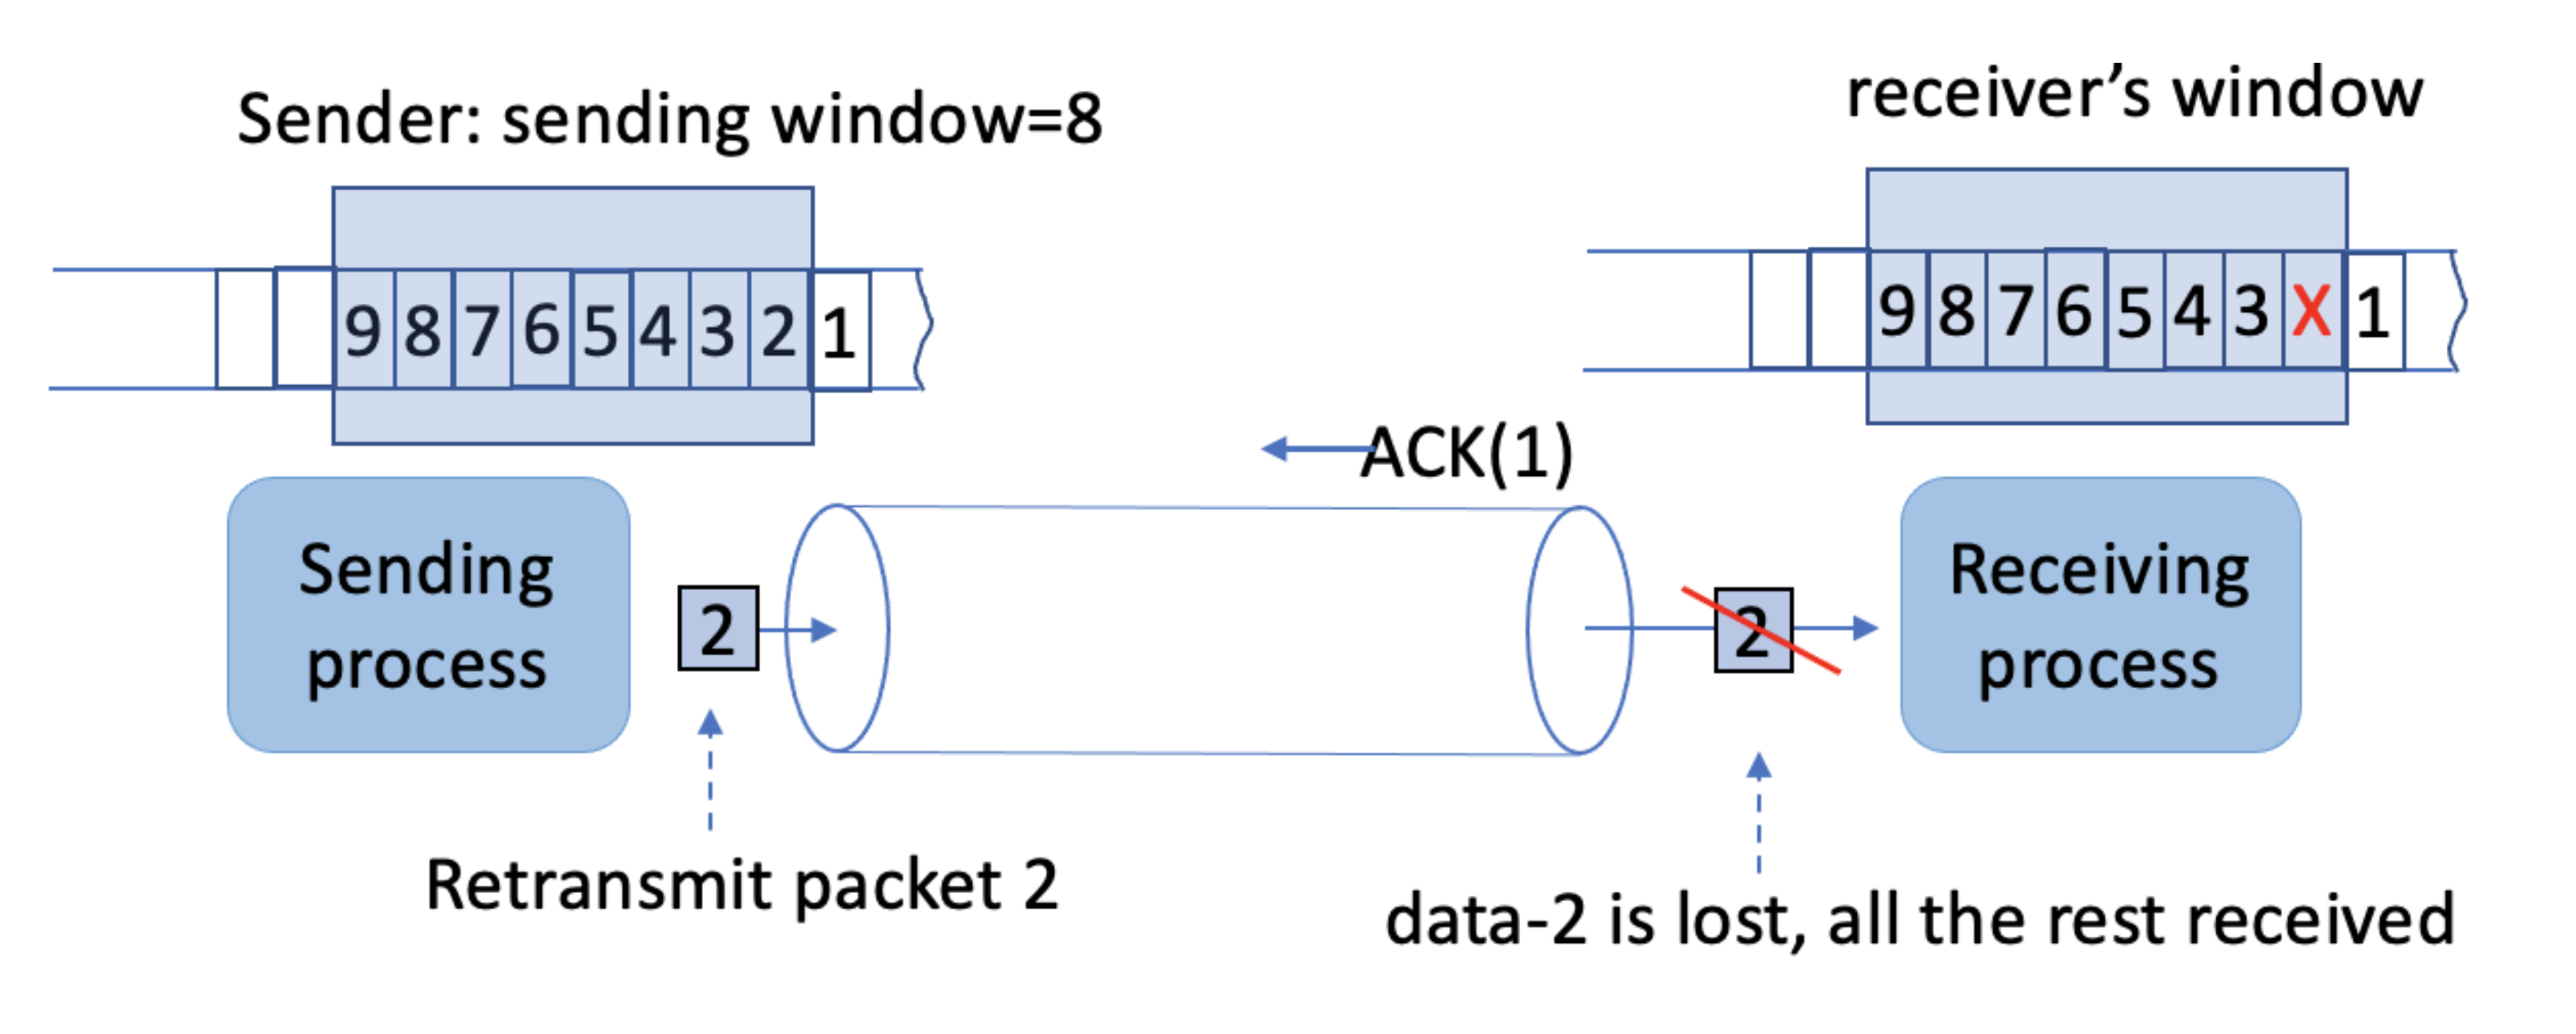 Sender: sending window=8
receiver's window
9 8 7 6 5 4 3 2 1
9 8 7 6 5 4 3 X 1
ACK(1)
Sending
process
2
2
Receiving
process
Retransmit packet 2
data-2 is lost, all the rest received